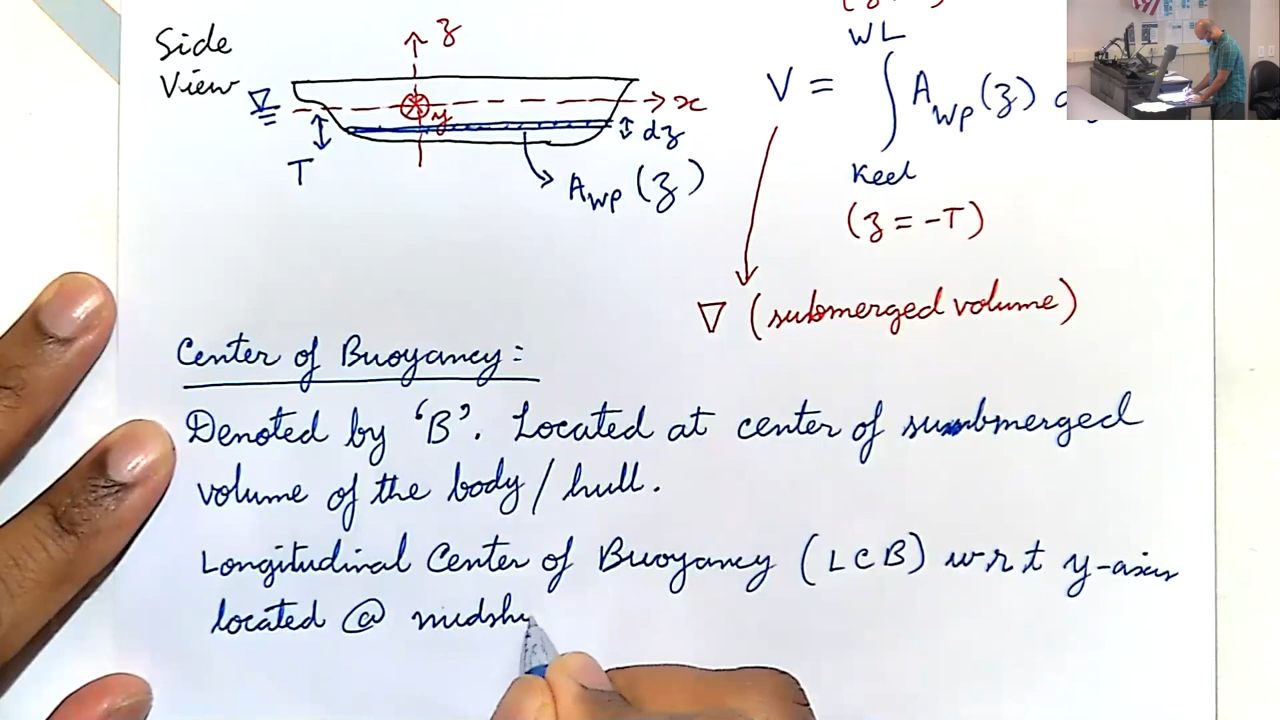 Side
View
z
x
y
T
dz
A_WP (z)
WL
V = ∫ A_WP (z)
Keel
(z = -T)
∇ (submerged volume)
Center of Buoyancy:
Denoted by 'B'. Located at center of submerged
volume of the body / hull.
Longitudinal Center of Buoyancy (LCB) w r t y-axis
located @ midsh